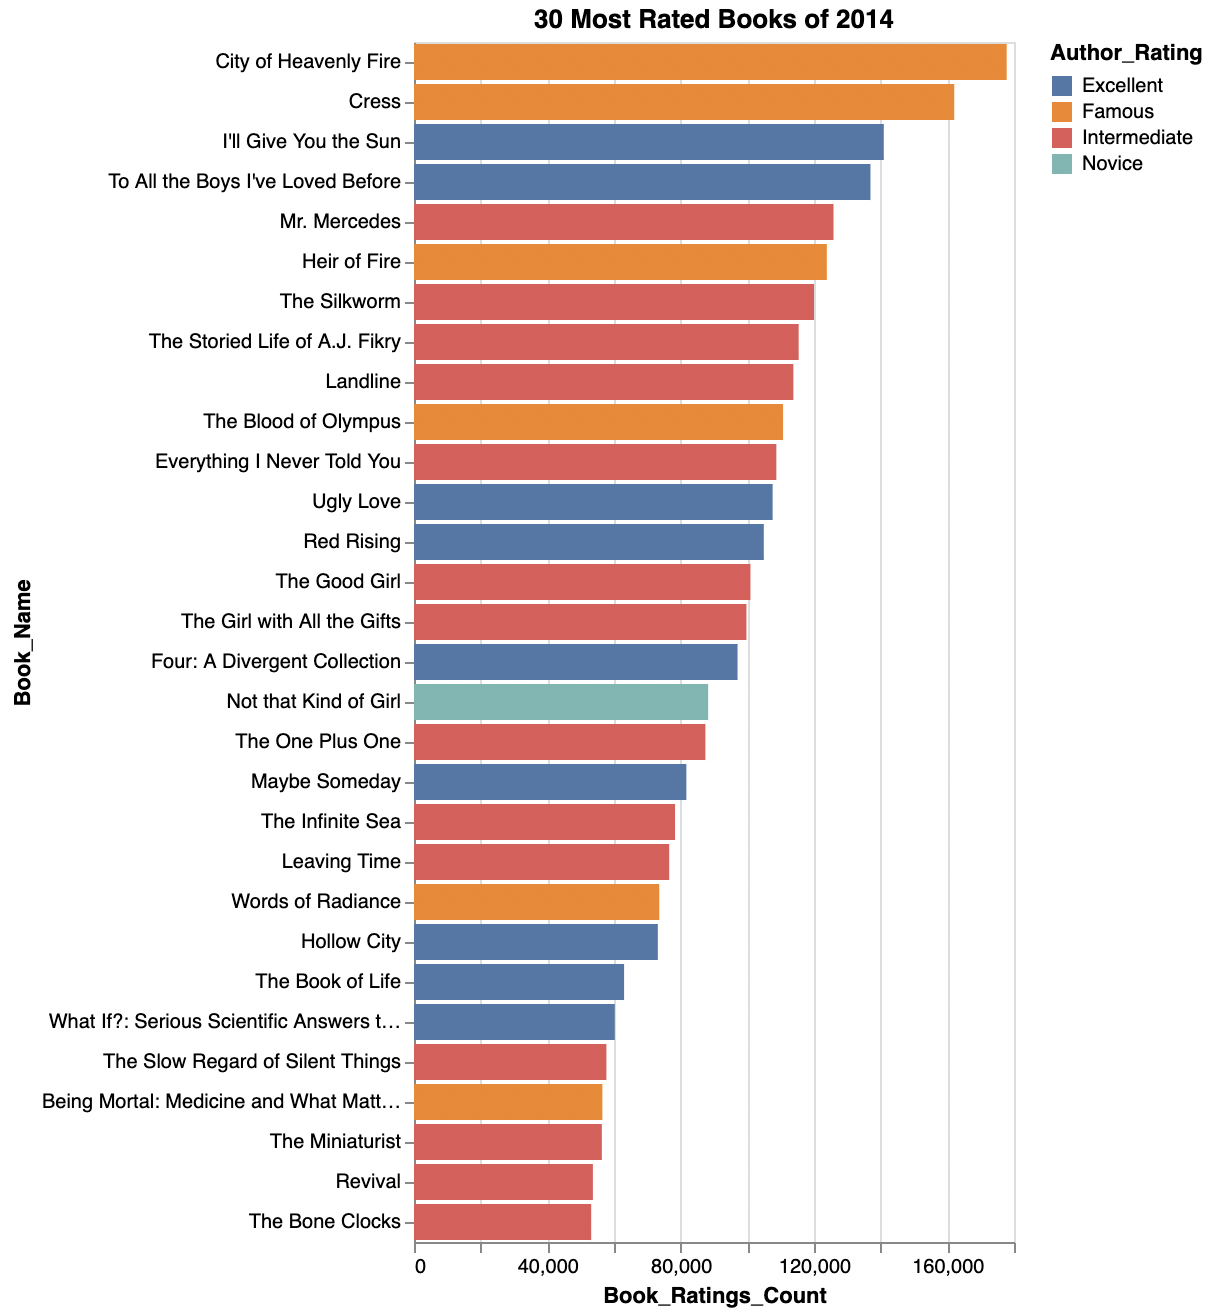 30 Most Rated Books of 2014
Author_Rating
Excellent
Famous
Intermediate
Novice
Book_Name
City of Heavenly Fire
Cress
I'll Give You the Sun
To All the Boys I've Loved Before
Mr. Mercedes
Heir of Fire
The Silkworm
The Storied Life of A.J. Fikry
Landline
The Blood of Olympus
Everything I Never Told You
Ugly Love
Red Rising
The Good Girl
The Girl with All the Gifts
Four: A Divergent Collection
Not that Kind of Girl
The One Plus One
Maybe Someday
The Infinite Sea
Leaving Time
Words of Radiance
Hollow City
The Book of Life
What If?: Serious Scientific Answers t…
The Slow Regard of Silent Things
Being Mortal: Medicine and What Matt…
The Miniaturist
Revival
The Bone Clocks
0 40,000 80,000 120,000 160,000
Book_Ratings_Count